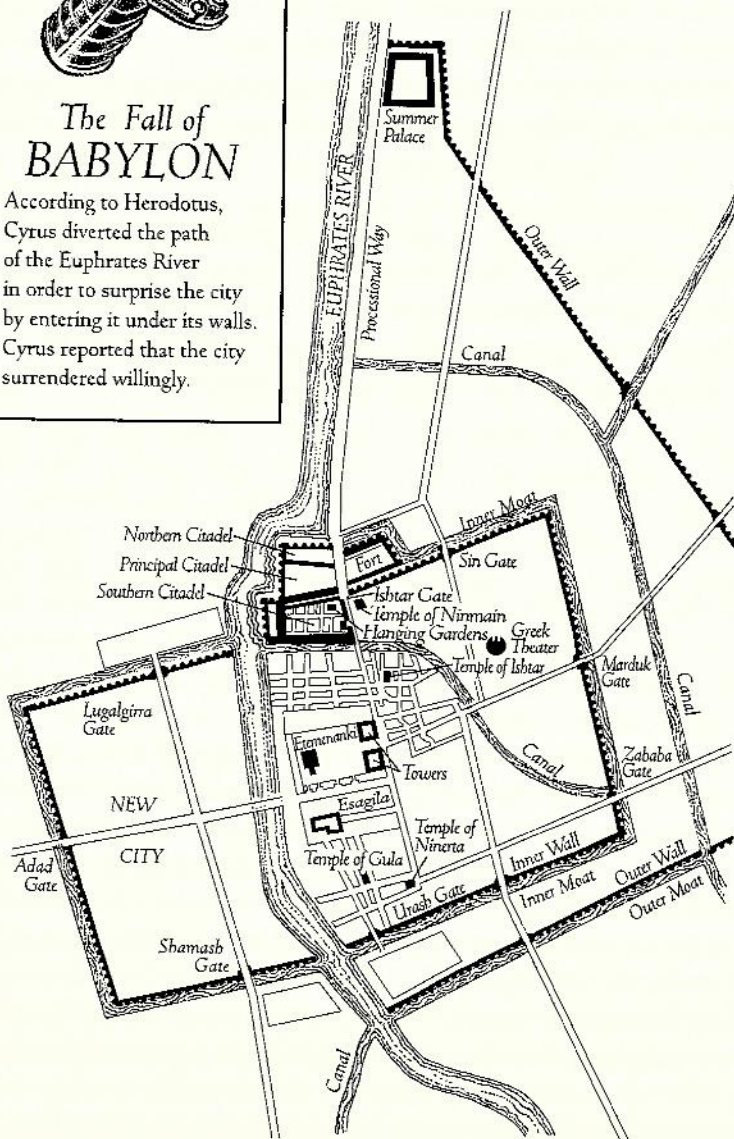 The Fall of
BABYLON
According to Herodotus,
Cyrus diverted the path
of the Euphrates River
in order to surprise the city
by entering it under its walls.
Cyrus reported that the city
surrendered willingly.
Summer
Palace
EUPHRATES RIVER
Processional Way
Outer Wall
Canal
Inner Moat
Northern Citadel
Principal Citadel
Southern Citadel
Fort
Sin Gate
Ishtar Gate
Temple of Ninmain
Hanging Gardens
Greek
Theater
Temple of Ishtar
Marduk
Gate
Canal
Lugalgirra
Gate
Etemenanki
Towers
Canal
Zababa
Gate
NEW
CITY
Esagila
Adad
Gate
Temple of Gula
Temple of
Ninerta
Inner Wall
Outer Wall
Urash Gate
Inner Moat
Outer Moat
Shamash
Gate
Canal